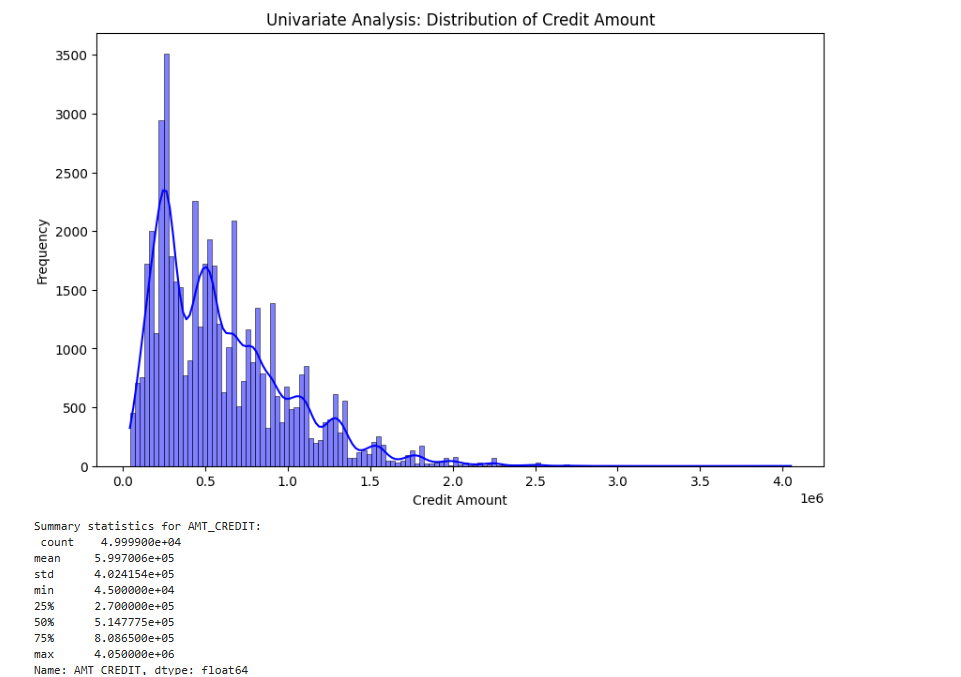 Univariate Analysis: Distribution of Credit Amount
3500
3000
2500
2000
1500
1000
500
0
Frequency
0.0 0.5 1.0 1.5 2.0 2.5 3.0 3.5 4.0
1e6
Credit Amount
Summary statistics for AMT_CREDIT:
count 4.999900e+04
mean 5.997006e+05
std 4.024154e+05
min 4.500000e+04
25% 2.700000e+05
50% 5.147775e+05
75% 8.086500e+05
max 4.050000e+06
Name: AMT_CREDIT, dtype: float64